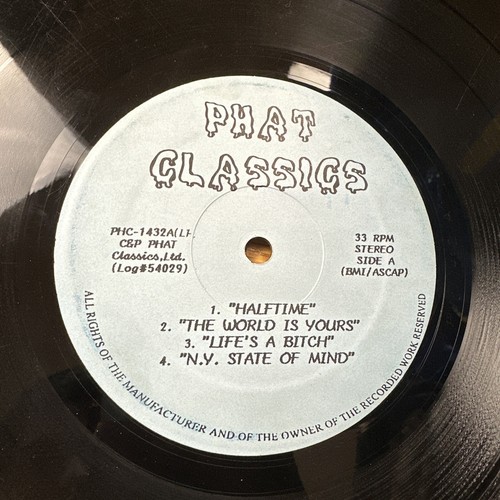 PHAT
CLASSICS
PHC-1432A(LP
C&P PHAT
Classics,Ltd.
(Log#54029)
33 RPM
STEREO
SIDE A
(BMI/ASCAP)
1. "HALFTIME"
2. "THE WORLD IS YOURS"
3. "LIFE'S A BITCH"
4. "N.Y. STATE OF MIND"
ALL RIGHTS OF THE MANUFACTURER AND OF THE OWNER OF THE RECORDED WORK RESERVED